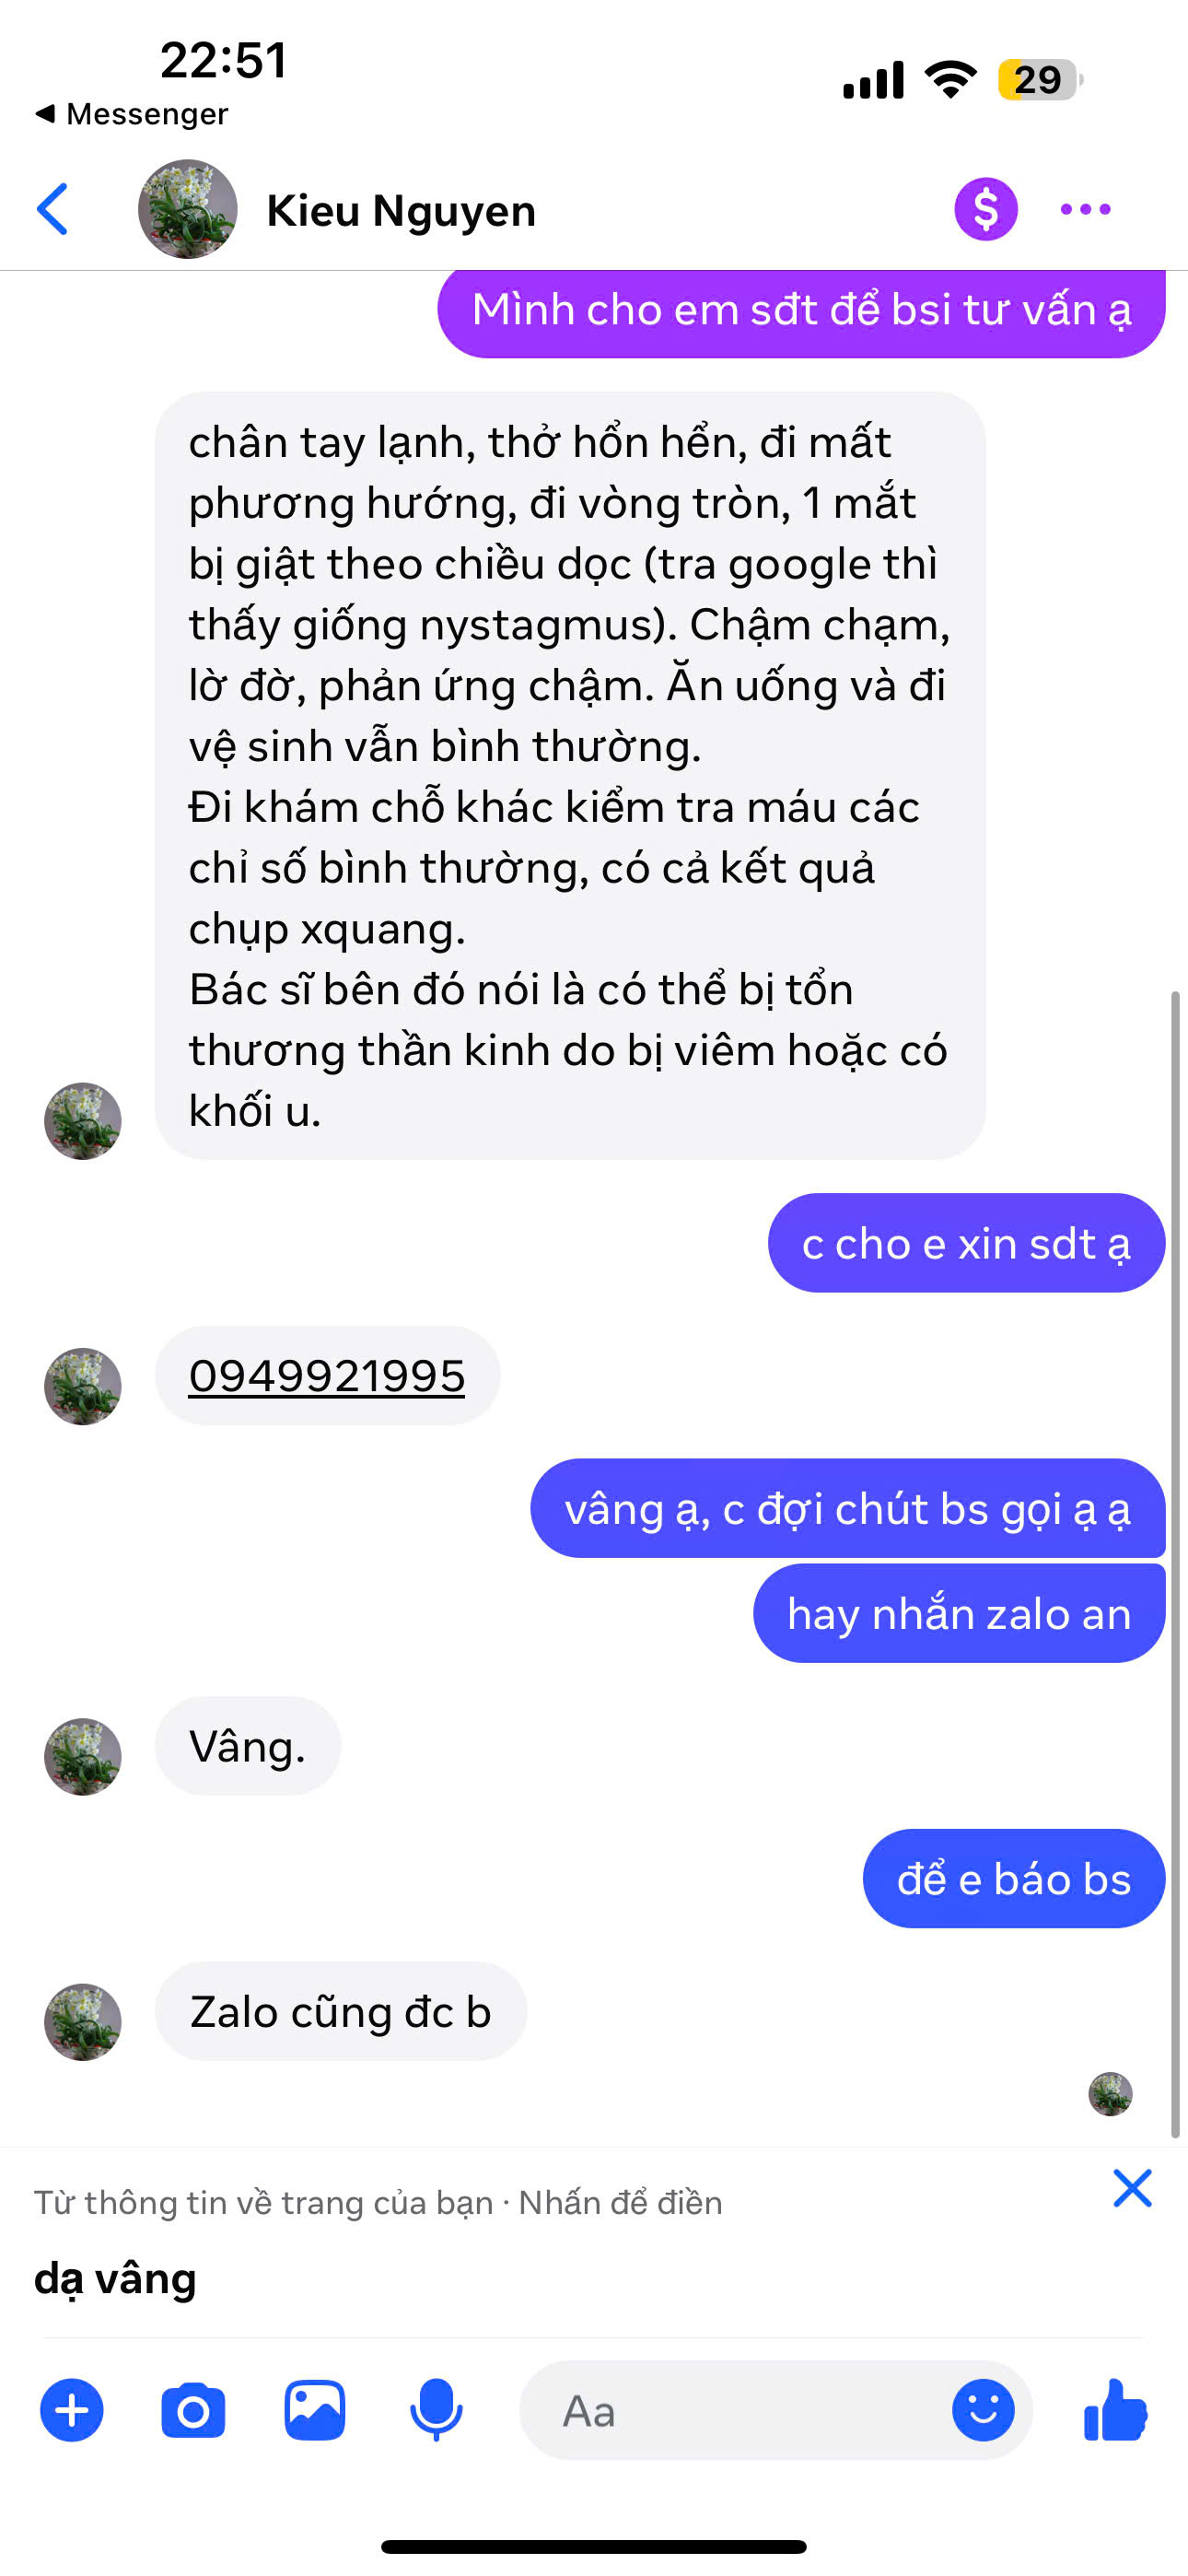 22:51
29
Messenger
Kieu Nguyen
Mình cho em sđt để bsi tư vấn ạ
chân tay lạnh, thở hổn hển, đi mất
phương hướng, đi vòng tròn, 1 mắt
bị giật theo chiều dọc (tra google thì
thấy giống nystagmus). Chậm chạm,
lờ đờ, phản ứng chậm. Ăn uống và đi
vệ sinh vẫn bình thường.
Đi khám chỗ khác kiểm tra máu các
chỉ số bình thường, có cả kết quả
chụp xquang.
Bác sĩ bên đó nói là có thể bị tổn
thương thần kinh do bị viêm hoặc có
khối u.
c cho e xin sdt ạ
0949921995
vâng ạ, c đợi chút bs gọi ạ ạ
hay nhắn zalo an
Vâng.
để e báo bs
Zalo cũng đc b
Từ thông tin về trang của bạn · Nhấn để điền
dạ vâng
Aa